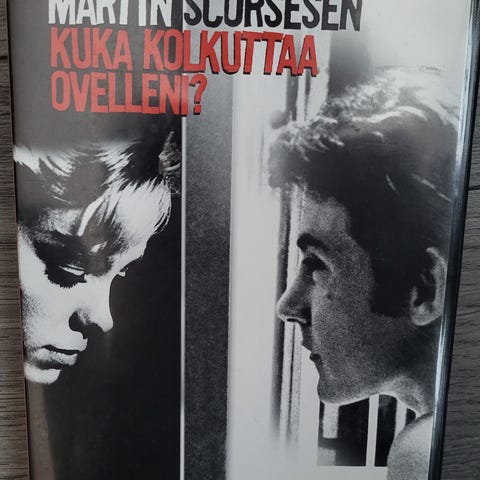 MARTIN SCORSESEN
KUKA KOLKUTTAA
OVELLENI?